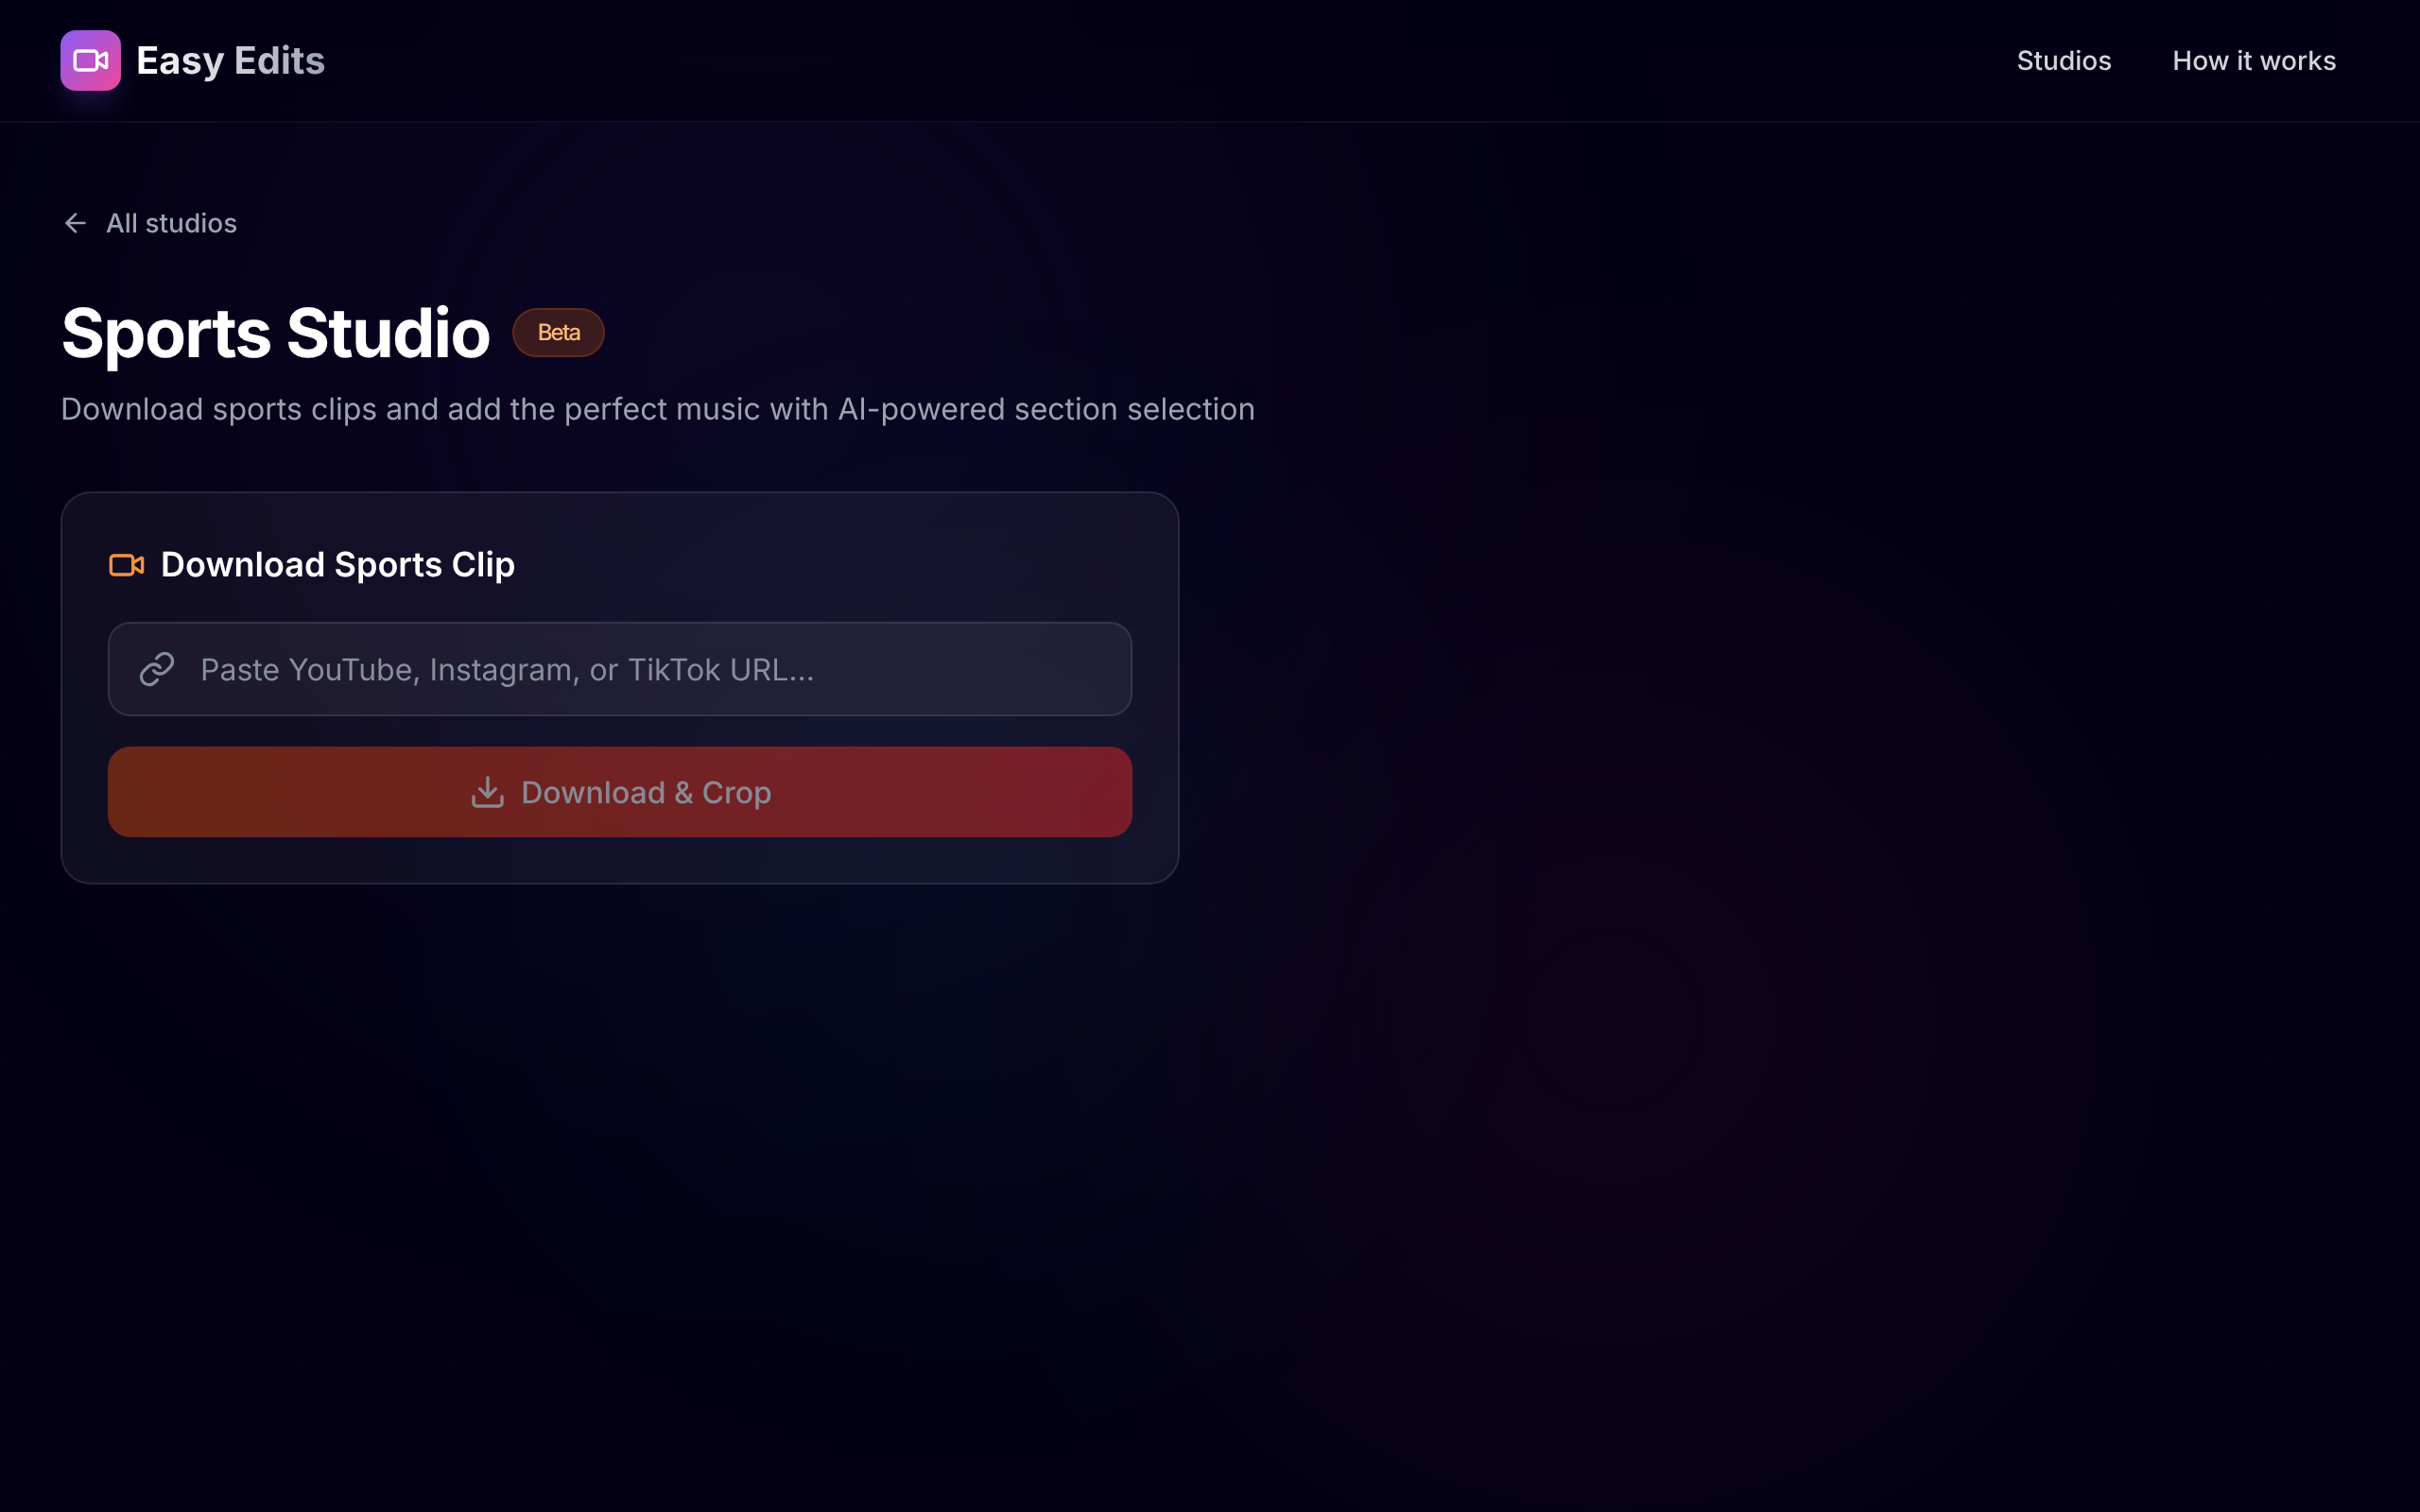 Easy Edits
Studios
How it works
All studios
Sports Studio
Beta
Download sports clips and add the perfect music with AI-powered section selection
Download Sports Clip
Paste YouTube, Instagram, or TikTok URL...
Download & Crop